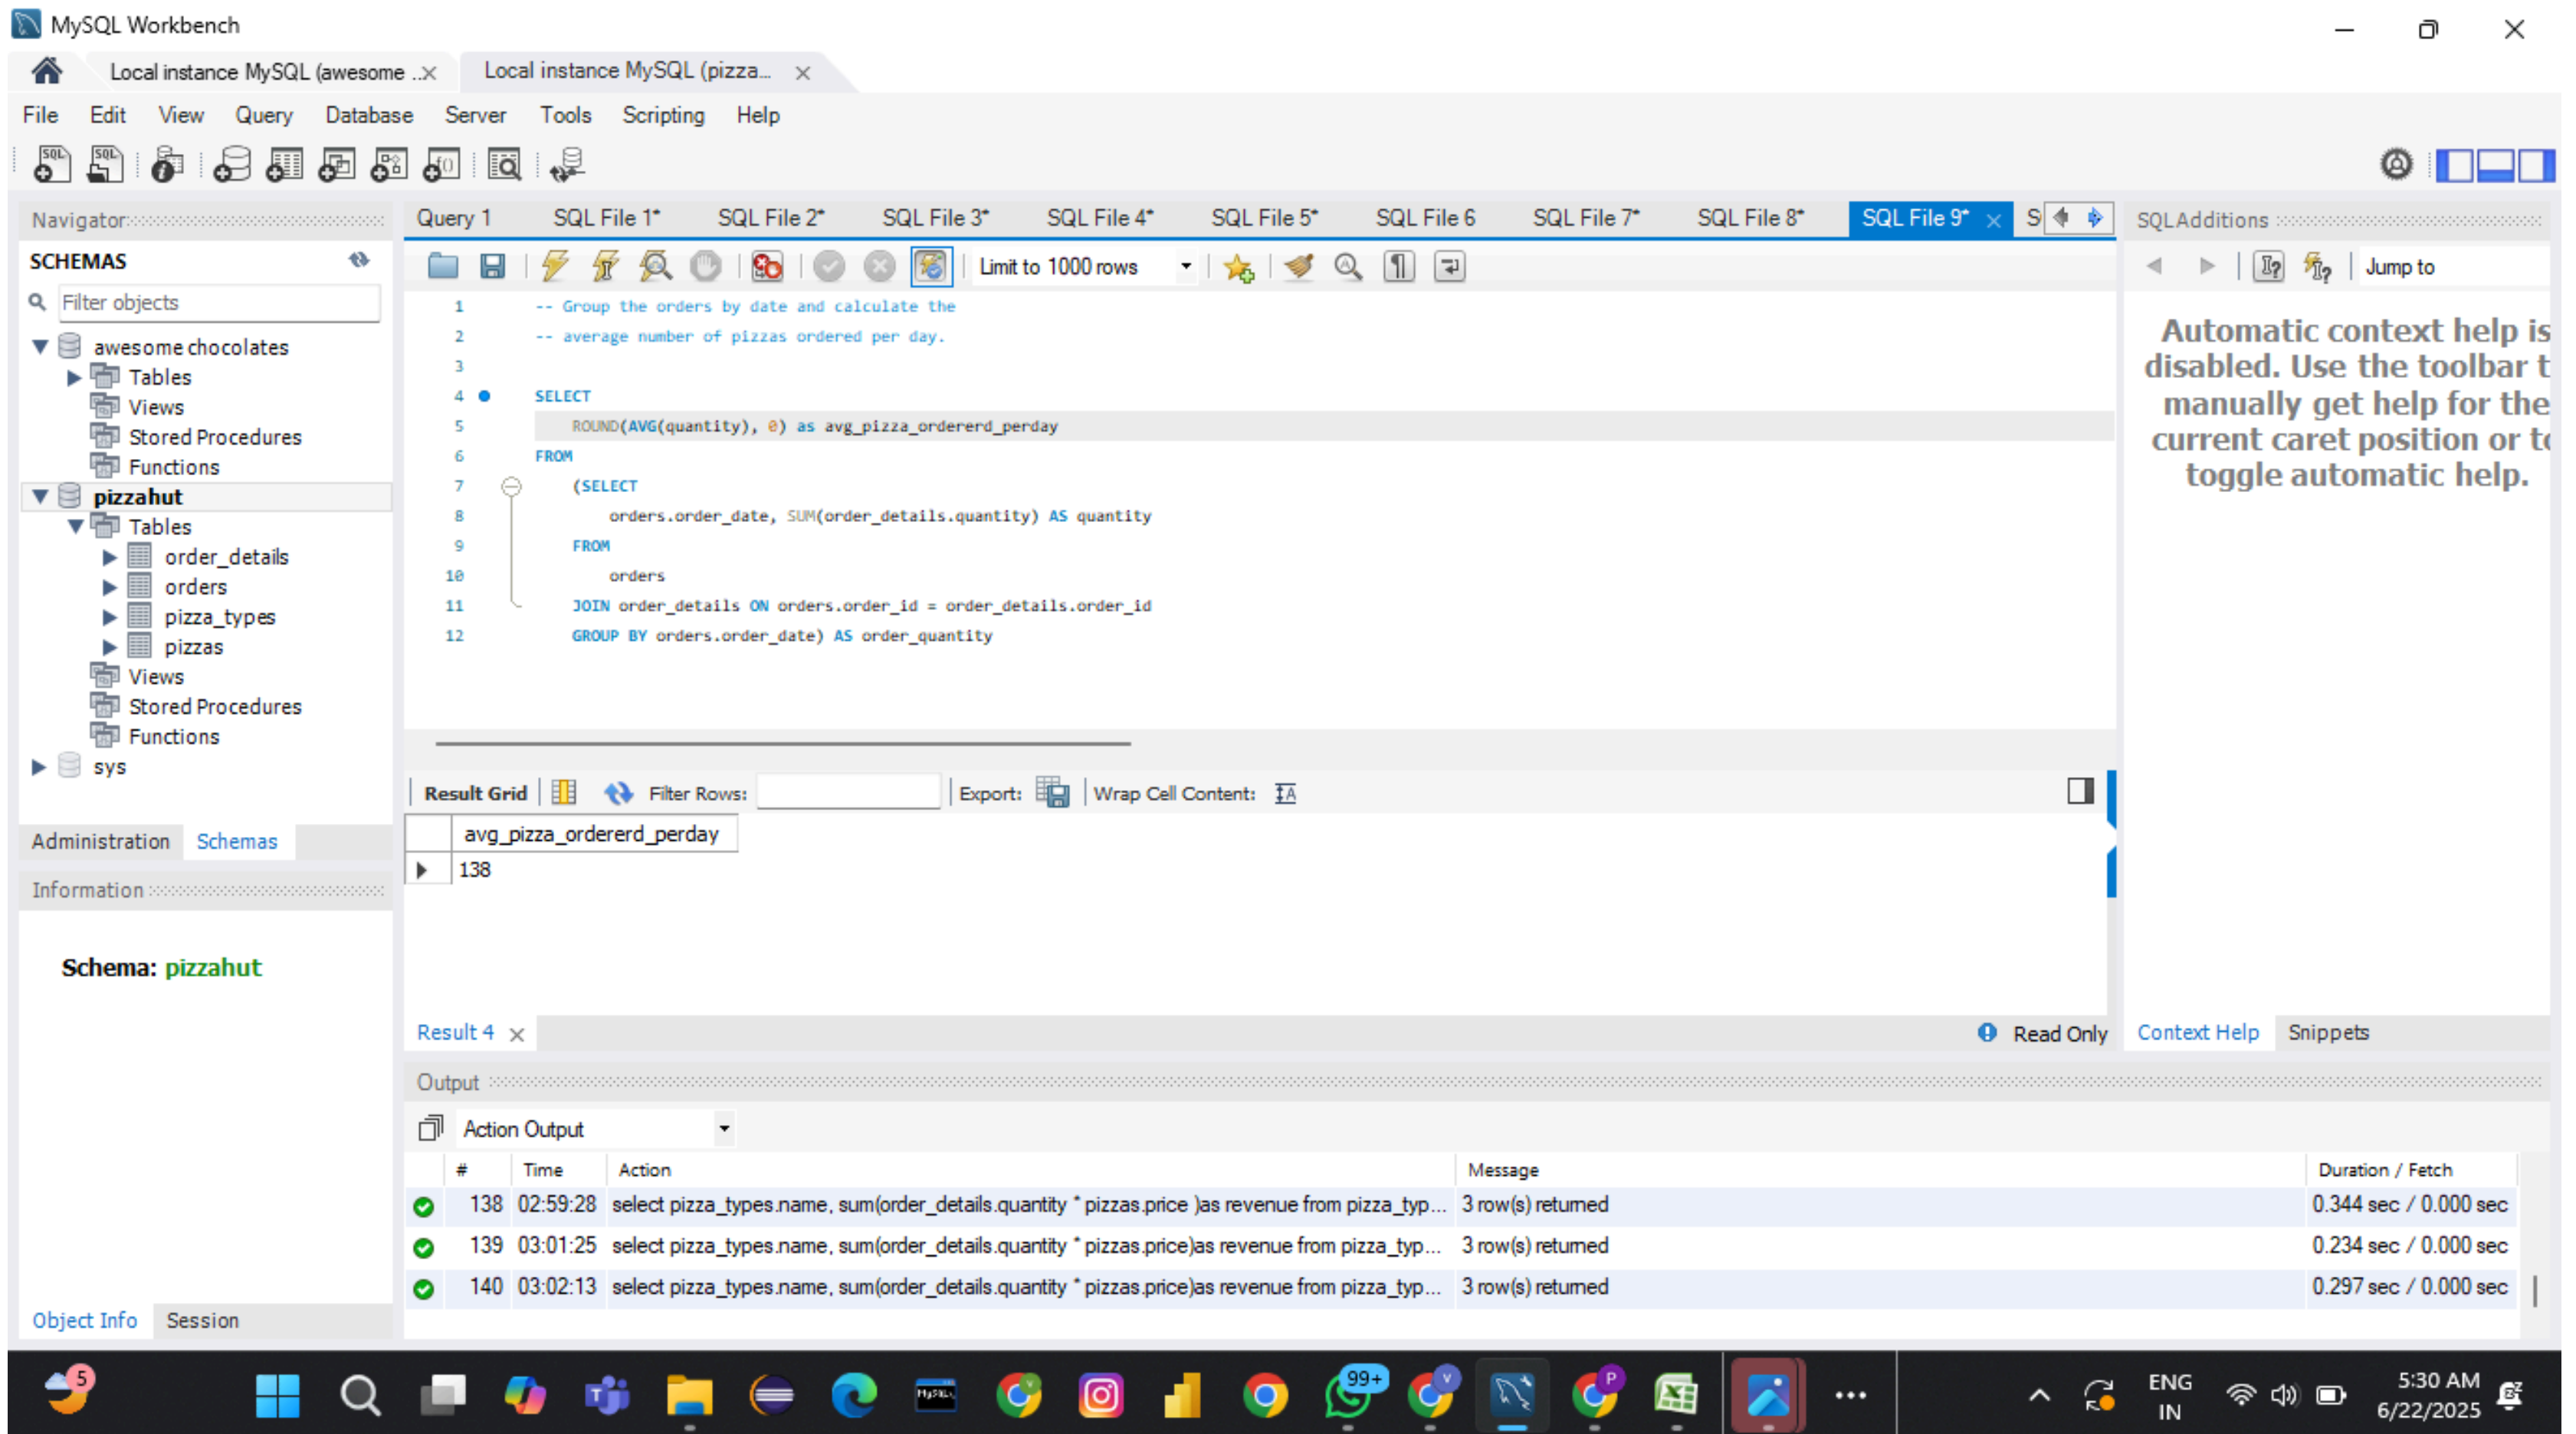 MySQL Workbench
Local instance MySQL (awesome ..
Local instance MySQL (pizza...
File Edit View Query Database Server Tools Scripting Help
Navigator
Query 1 SQL File 1* SQL File 2* SQL File 3* SQL File 4* SQL File 5* SQL File 6 SQL File 7* SQL File 8* SQL File 9* S
SQLAdditions
SCHEMAS
Limit to 1000 rows
Jump to
Filter objects
awesome chocolates
Tables
Views
Stored Procedures
Functions
pizzahut
Tables
order_details
orders
pizza_types
pizzas
Views
Stored Procedures
Functions
sys
Administration Schemas
Information
Schema: pizzahut
Object Info Session
1 -- Group the orders by date and calculate the
2 -- average number of pizzas ordered per day.
3
4 SELECT
5 ROUND(AVG(quantity), 0) as avg_pizza_ordererd_perday
6 FROM
7 (SELECT
8 orders.order_date, SUM(order_details.quantity) AS quantity
9 FROM
10 orders
11 JOIN order_details ON orders.order_id = order_details.order_id
12 GROUP BY orders.order_date) AS order_quantity
Automatic context help is
disabled. Use the toolbar t
manually get help for the
current caret position or to
toggle automatic help.
Result Grid Filter Rows: Export: Wrap Cell Content:
avg_pizza_ordererd_perday
138
Result 4
Read Only
Context Help Snippets
Output
Action Output
# Time Action Message Duration / Fetch
138 02:59:28 select pizza_types.name, sum(order_details.quantity * pizzas.price )as revenue from pizza_typ... 3 row(s) returned 0.344 sec / 0.000 sec
139 03:01:25 select pizza_types.name, sum(order_details.quantity * pizzas.price)as revenue from pizza_typ... 3 row(s) returned 0.234 sec / 0.000 sec
140 03:02:13 select pizza_types.name, sum(order_details.quantity * pizzas.price)as revenue from pizza_typ... 3 row(s) returned 0.297 sec / 0.000 sec
5
99+
ENG
IN
5:30 AM
6/22/2025